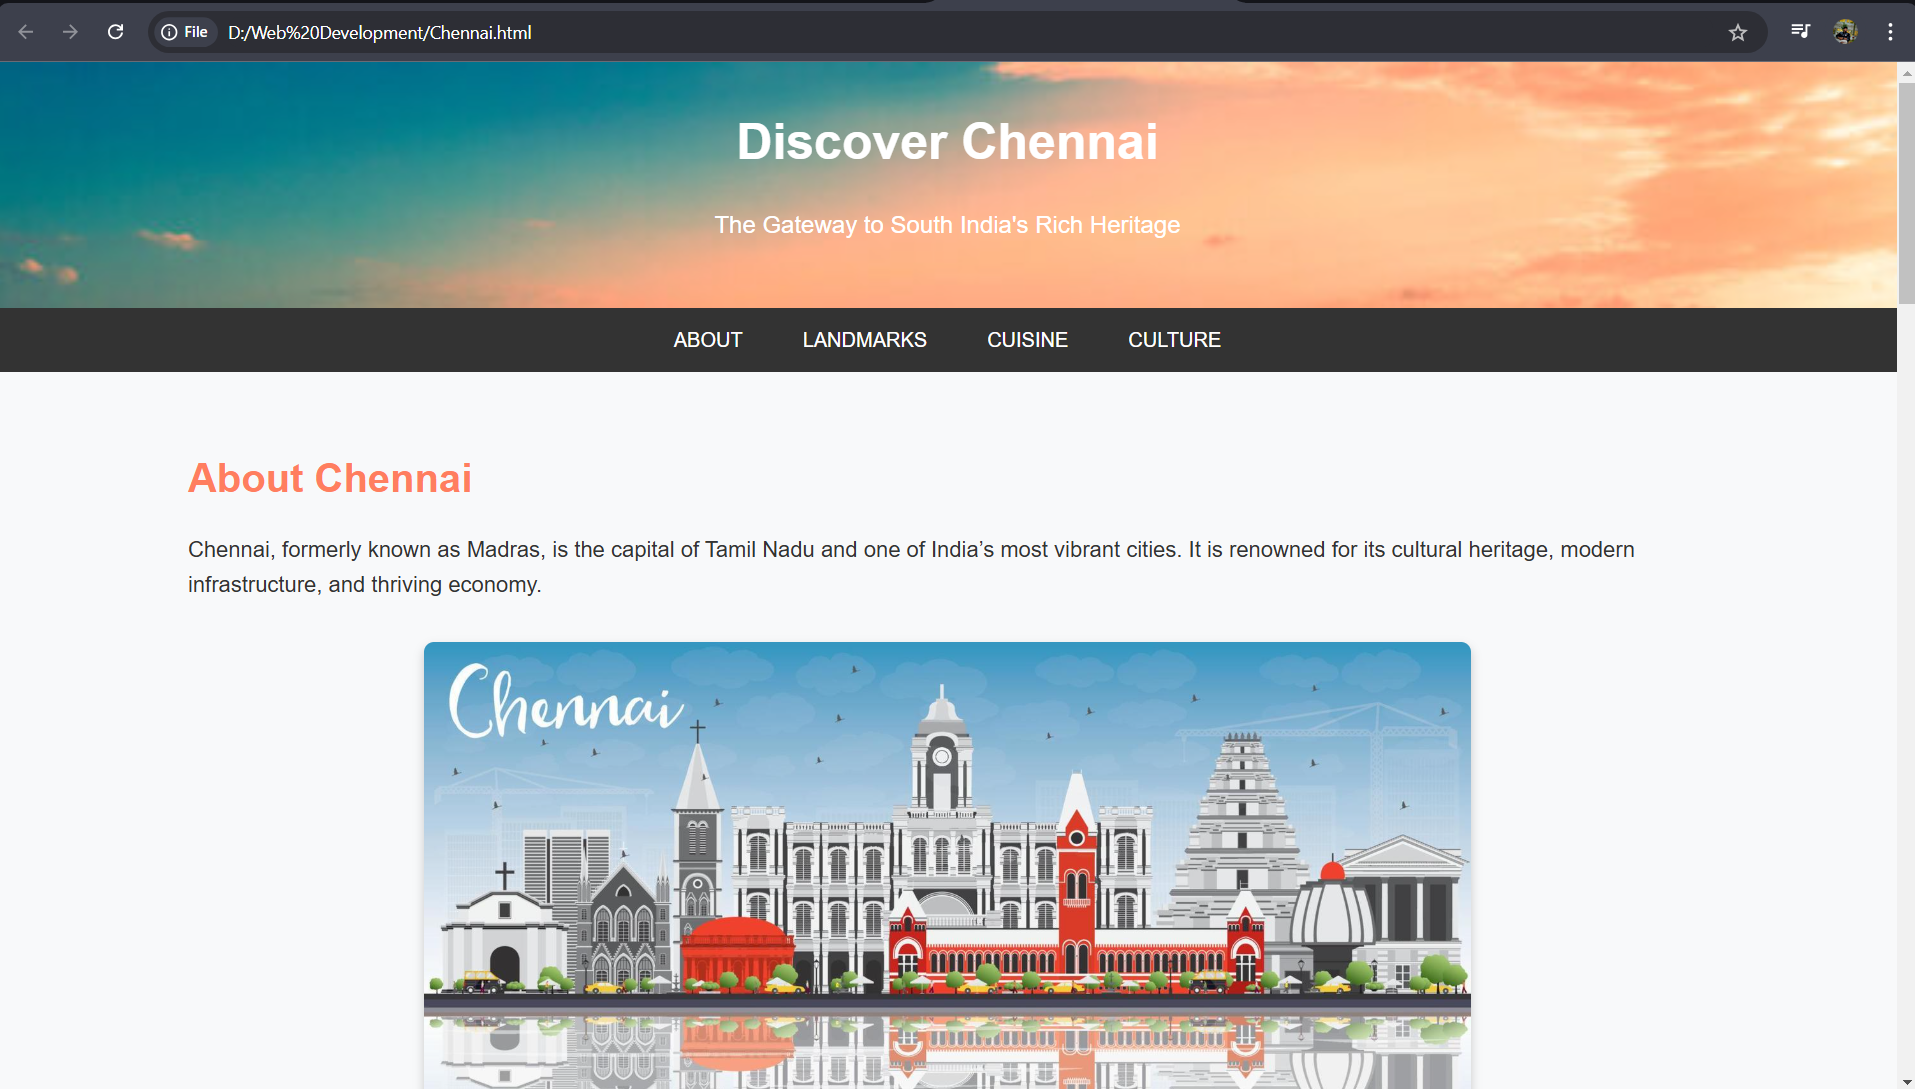 File
D:/Web%20Development/Chennai.html
Discover Chennai
The Gateway to South India's Rich Heritage
ABOUT LANDMARKS CUISINE CULTURE
About Chennai
Chennai, formerly known as Madras, is the capital of Tamil Nadu and one of India’s most vibrant cities. It is renowned for its cultural heritage, modern
infrastructure, and thriving economy.
Chennai